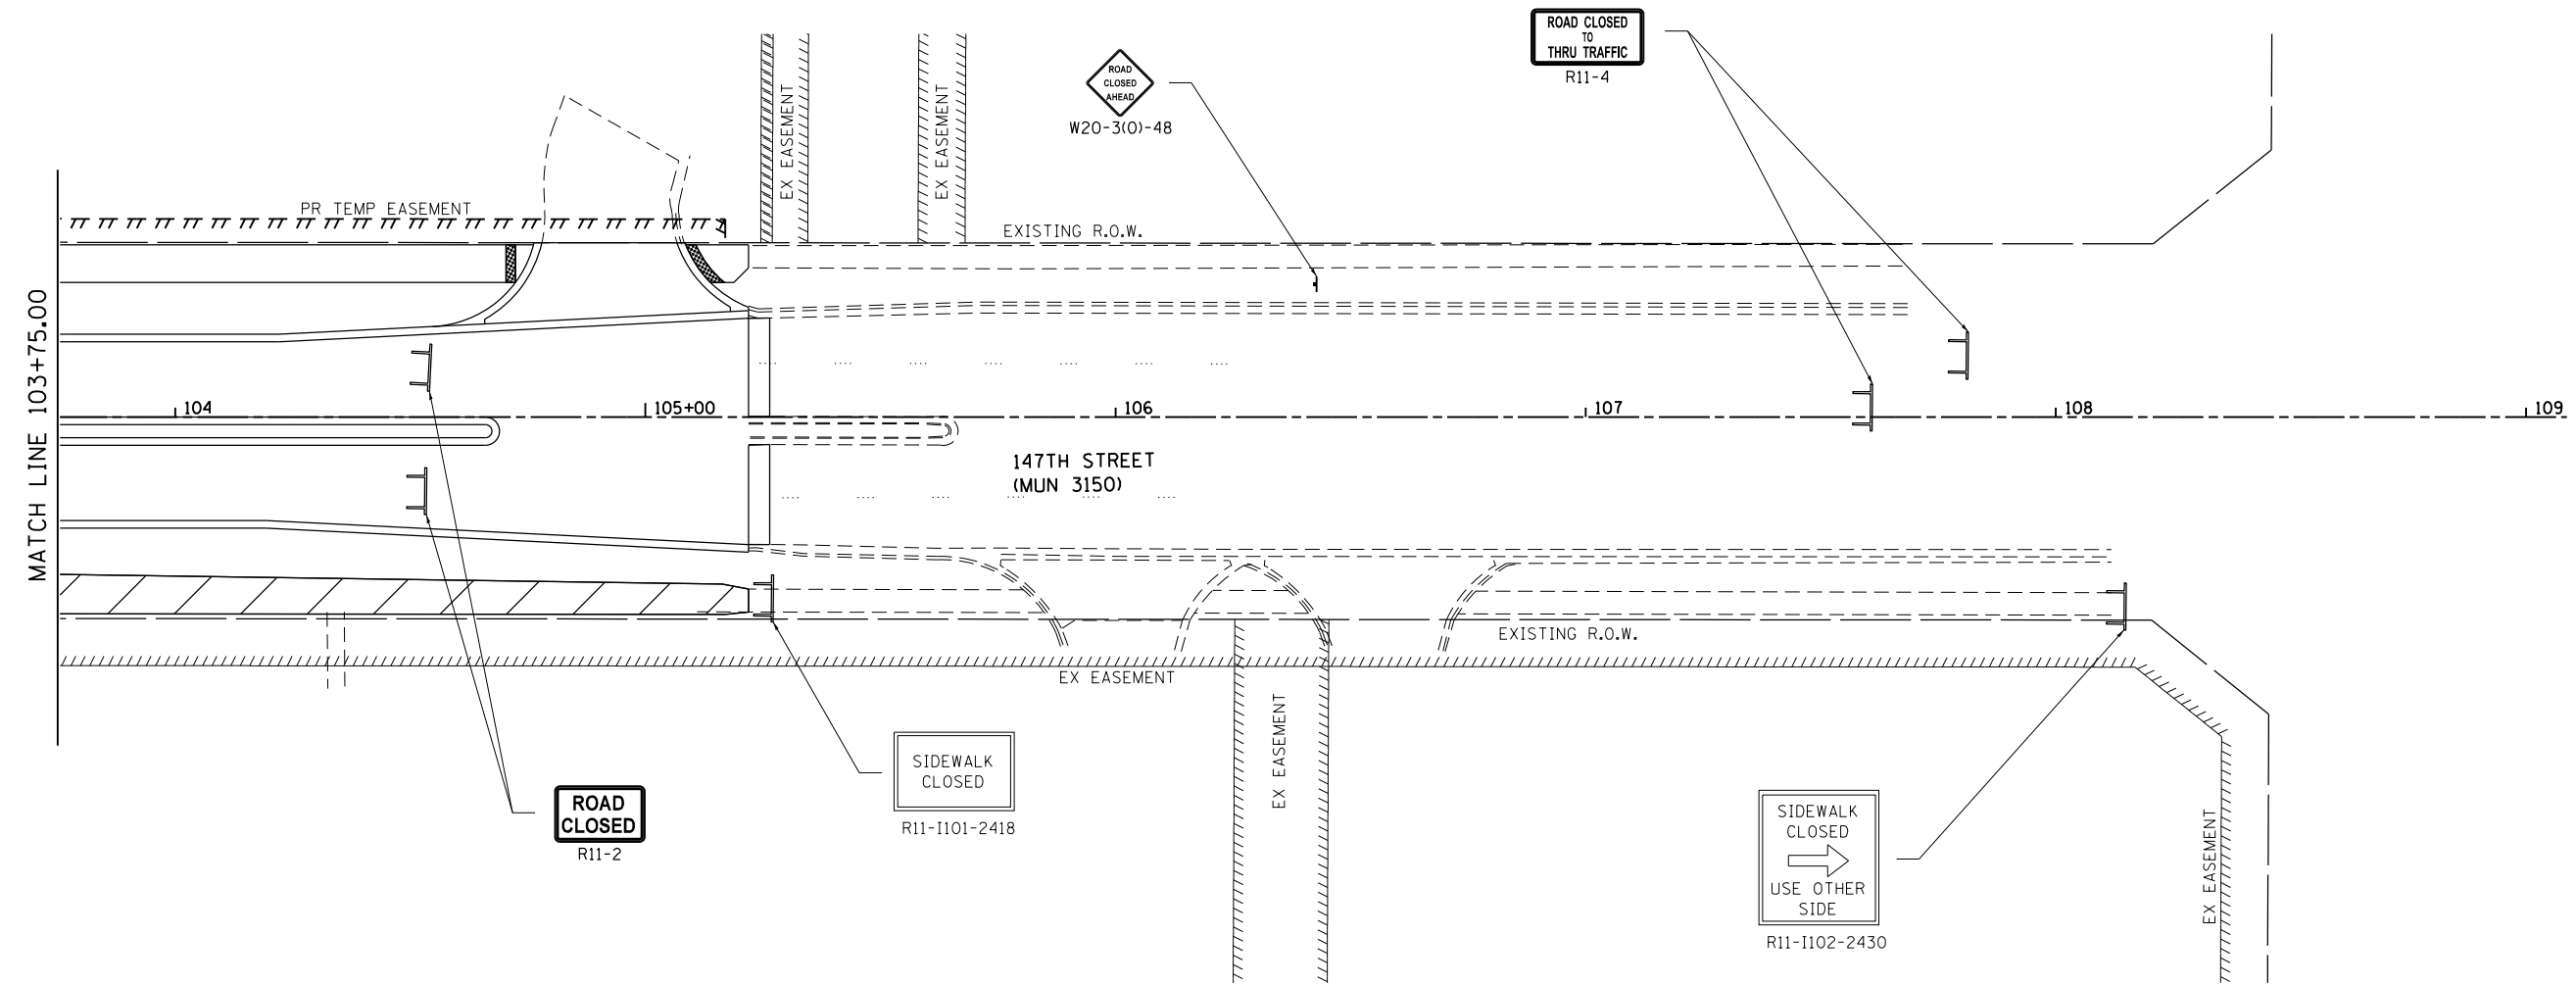 ROAD CLOSED
TO
THRU TRAFFIC
R11-4
ROAD
CLOSED
AHEAD
W20-3(O)-48
EX EASEMENT
EX EASEMENT
PR TEMP EASEMENT
EXISTING R.O.W.
MATCH LINE 103+75.00
104
105+00
106
107
108
109
147TH STREET
(MUN 3150)
EXISTING R.O.W.
EX EASEMENT
EX EASEMENT
SIDEWALK
CLOSED
R11-I101-2418
ROAD
CLOSED
R11-2
SIDEWALK
CLOSED
USE OTHER
SIDE
R11-I102-2430
EX EASEMENT